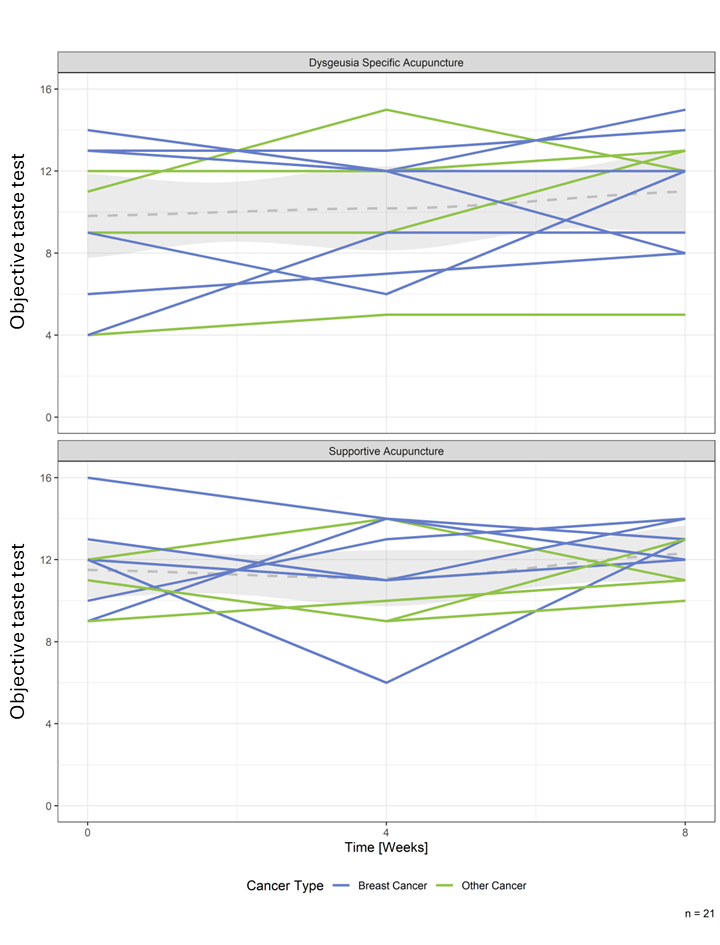 Dysgeusia Specific Acupuncture
Objective taste test
16
12
8
4
0
Supportive Acupuncture
Objective taste test
16
12
8
4
0
0 4 8
Time [Weeks]
Cancer Type Breast Cancer Other Cancer
n = 21